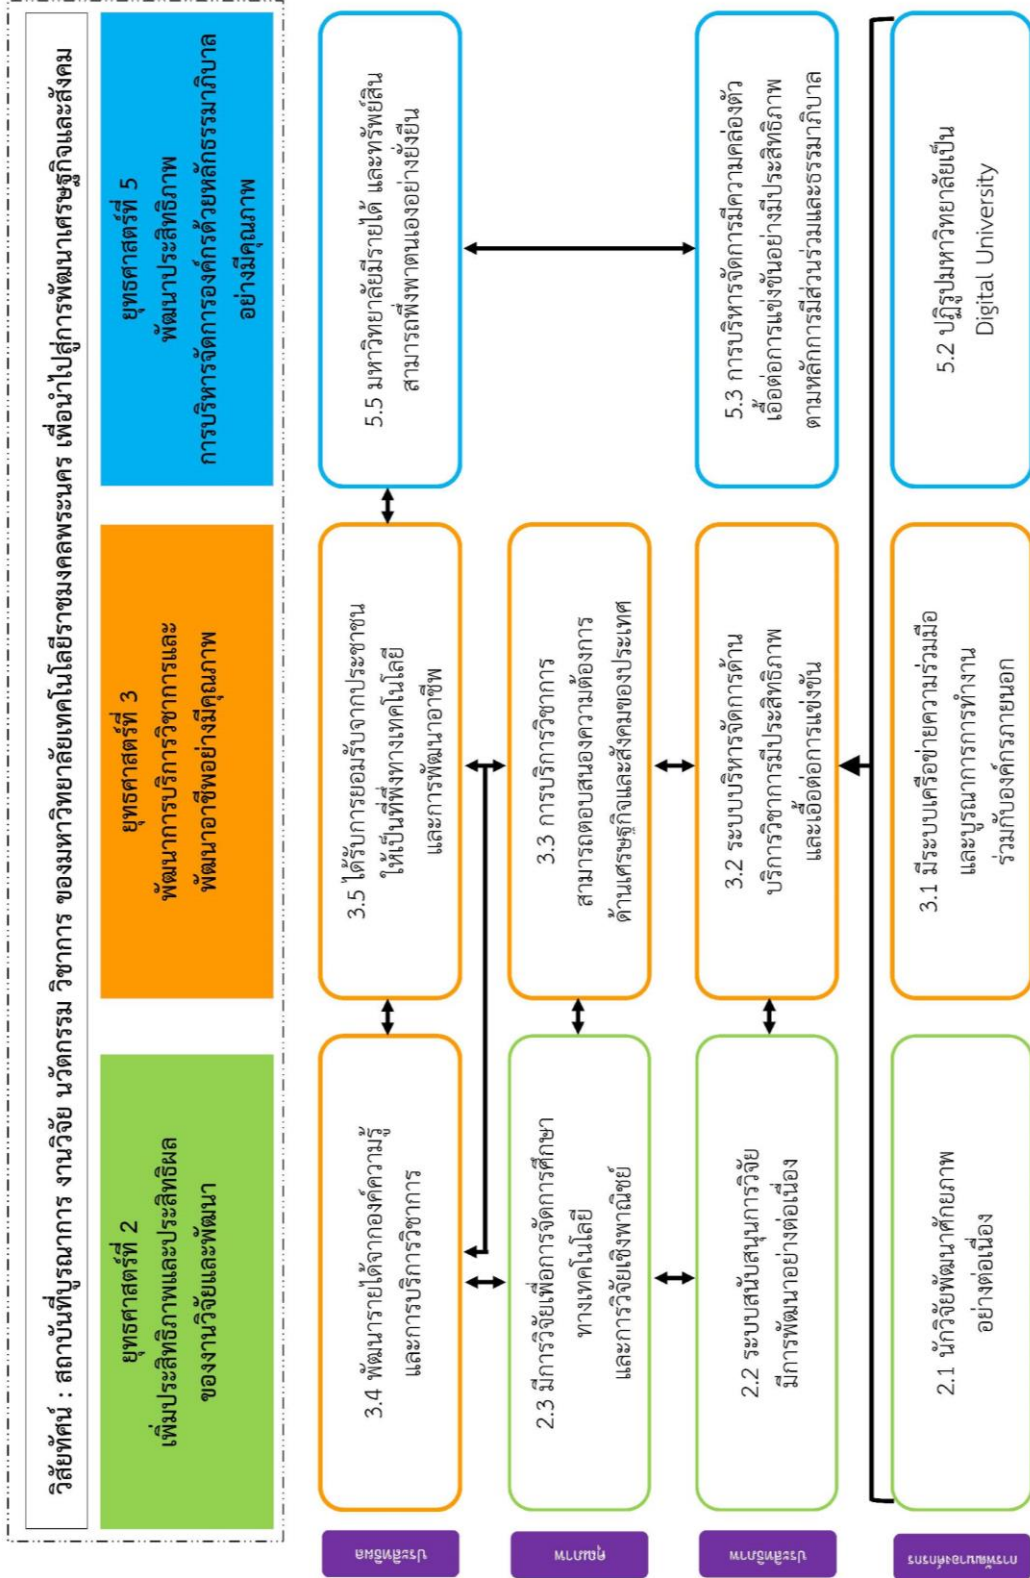 วิสัยทัศน์ : สถาบันที่บูรณาการ งานวิจัย นวัตกรรม วิชาการ ของมหาวิทยาลัยเทคโนโลยีราชมงคลพระนคร เพื่อนำไปสู่การพัฒนาเศรษฐกิจและสังคม
ยุทธศาสตร์ที่ 2
เพิ่มประสิทธิภาพและประสิทธิผล
ของงานวิจัยและพัฒนา
ยุทธศาสตร์ที่ 3
พัฒนาการบริการวิชาการและ
พัฒนาอาชีพอย่างมีคุณภาพ
ยุทธศาสตร์ที่ 5
พัฒนาประสิทธิภาพ
การบริหารจัดการองค์กรด้วยหลักธรรมาภิบาล
อย่างมีคุณภาพ
ประสิทธิผล
3.4 พัฒนารายได้จากองค์ความรู้
และการบริการวิชาการ
3.5 ได้รับการยอมรับจากประชาชน
ให้เป็นที่พึ่งทางเทคโนโลยี
และการพัฒนาอาชีพ
5.5 มหาวิทยาลัยมีรายได้ และทรัพย์สิน
สามารถพึ่งพาตนเองอย่างยั่งยืน
คุณภาพ
2.3 มีการวิจัยเพื่อการจัดการศึกษา
ทางเทคโนโลยี
และการวิจัยเชิงพาณิชย์
3.3 การบริการวิชาการ
สามารถตอบสนองความต้องการ
ด้านเศรษฐกิจและสังคมของประเทศ
ประสิทธิภาพ
2.2 ระบบสนับสนุนการวิจัย
มีการพัฒนาอย่างต่อเนื่อง
3.2 ระบบบริหารจัดการด้าน
บริการวิชาการมีประสิทธิภาพ
และเอื้อต่อการแข่งขัน
5.3 การบริหารจัดการมีความคล่องตัว
เอื้อต่อการแข่งขันอย่างมีประสิทธิภาพ
ตามหลักการมีส่วนร่วมและธรรมาภิบาล
การพัฒนาองค์กร
2.1 นักวิจัยพัฒนาศักยภาพ
อย่างต่อเนื่อง
3.1 มีระบบเครือข่ายความร่วมมือ
และบูรณาการการทำงาน
ร่วมกับองค์กรภายนอก
5.2 ปฏิรูปมหาวิทยาลัยเป็น
Digital University